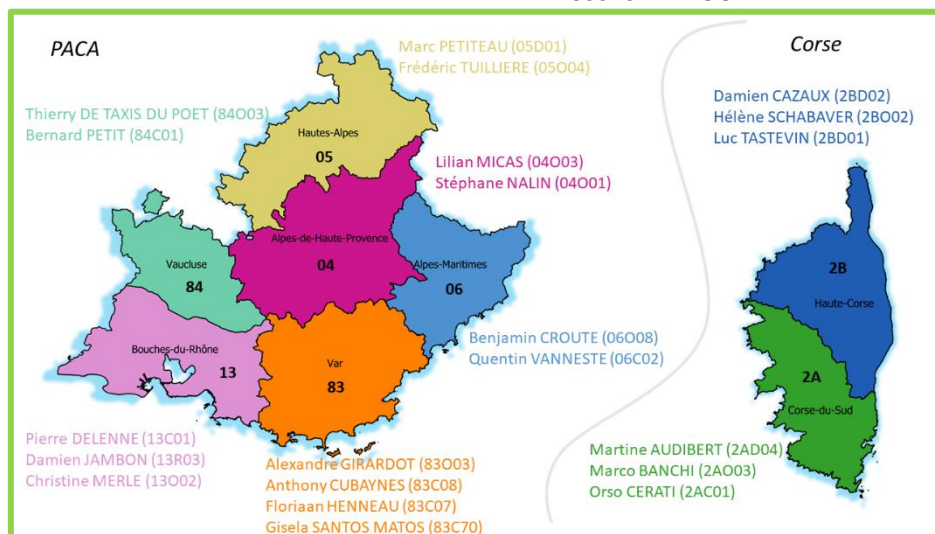 PACA
Marc PETITEAU (05D01)
Frédéric TUILLIERE (05O04)
Thierry DE TAXIS DU POET (84O03)
Bernard PETIT (84C01)
Hautes-Alpes
05
Lilian MICAS (04O03)
Stéphane NALIN (04O01)
Alpes-de-Haute-Provence
04
Vaucluse
84
Alpes-Maritimes
06
Benjamin CROUTE (06O08)
Quentin VANNESTE (06C02)
Bouches-du-Rhône
13
Var
83
Pierre DELENNE (13C01)
Damien JAMBON (13R03)
Christine MERLE (13O02)
Alexandre GIRARDOT (83O03)
Anthony CUBAYNES (83C08)
Floriaan HENNEAU (83C07)
Gisela SANTOS MATOS (83C70)
Corse
Damien CAZAUX (2BD02)
Hélène SCHABAVER (2BO02)
Luc TASTEVIN (2BD01)
2B
Haute-Corse
2A
Corse-du-Sud
Martine AUDIBERT (2AD04)
Marco BANCHI (2AO03)
Orso CERATI (2AC01)